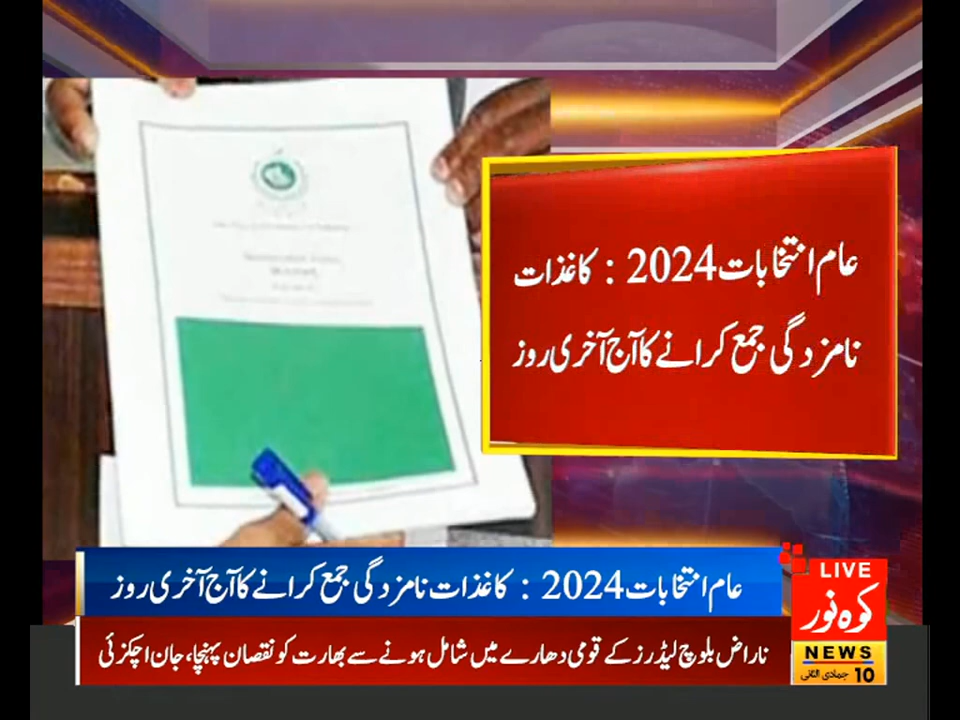 عام انتخابات 2024 : کاغذات
نامزدگی جمع کرانے کا آج آخری روز
عام انتخابات 2024 : کاغذات نامزدگی جمع کرانے کا آج آخری روز
ناراض بلوچ لیڈرز کے قومی دھارے میں شامل ہونے سے بھارت کو نقصان پہنچا، جان اچکزئی
LIVE
کوہ نور
NEWS
10 جمادی الثانی